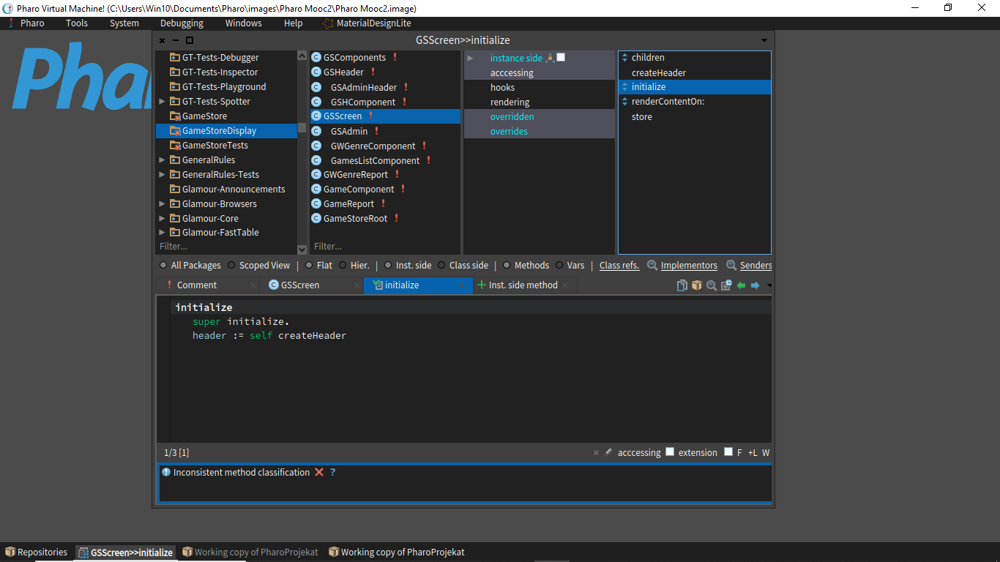 Pharo Virtual Machine! (C:\Users\Win10\Documents\Pharo\images\Pharo Mooc2\Pharo Mooc2.image)
Pharo Tools System Debugging Windows Help MaterialDesignLite
GSScreen>>initialize
Phar
GT-Tests-Debugger
GT-Tests-Inspector
GT-Tests-Playground
GT-Tests-Spotter
GameStore
GameStoreDisplay
GameStoreTests
GeneralRules
GeneralRules-Tests
Glamour-Announcements
Glamour-Browsers
Glamour-Core
Glamour-FastTable
Filter...
GSComponents
GSHeader
GSAdminHeader
GSHComponent
GSScreen
GSAdmin
GWGenreComponent
GamesListComponent
GWGenreReport
GameComponent
GameReport
GameStoreRoot
Filter...
instance side
acccessing
hooks
rendering
overridden
overrides
children
createHeader
initialize
renderContentOn:
store
All Packages Scoped View | Flat Hier. | Inst. side Class side | Methods Vars | Class refs. Implementors Senders
Comment GSScreen initialize Inst. side method
initialize
super initialize.
header := self createHeader
1/3 [1] acccessing extension F +L W
Inconsistent method classification ?
Repositories GSScreen>>initialize Working copy of PharoProjekat Working copy of PharoProjekat